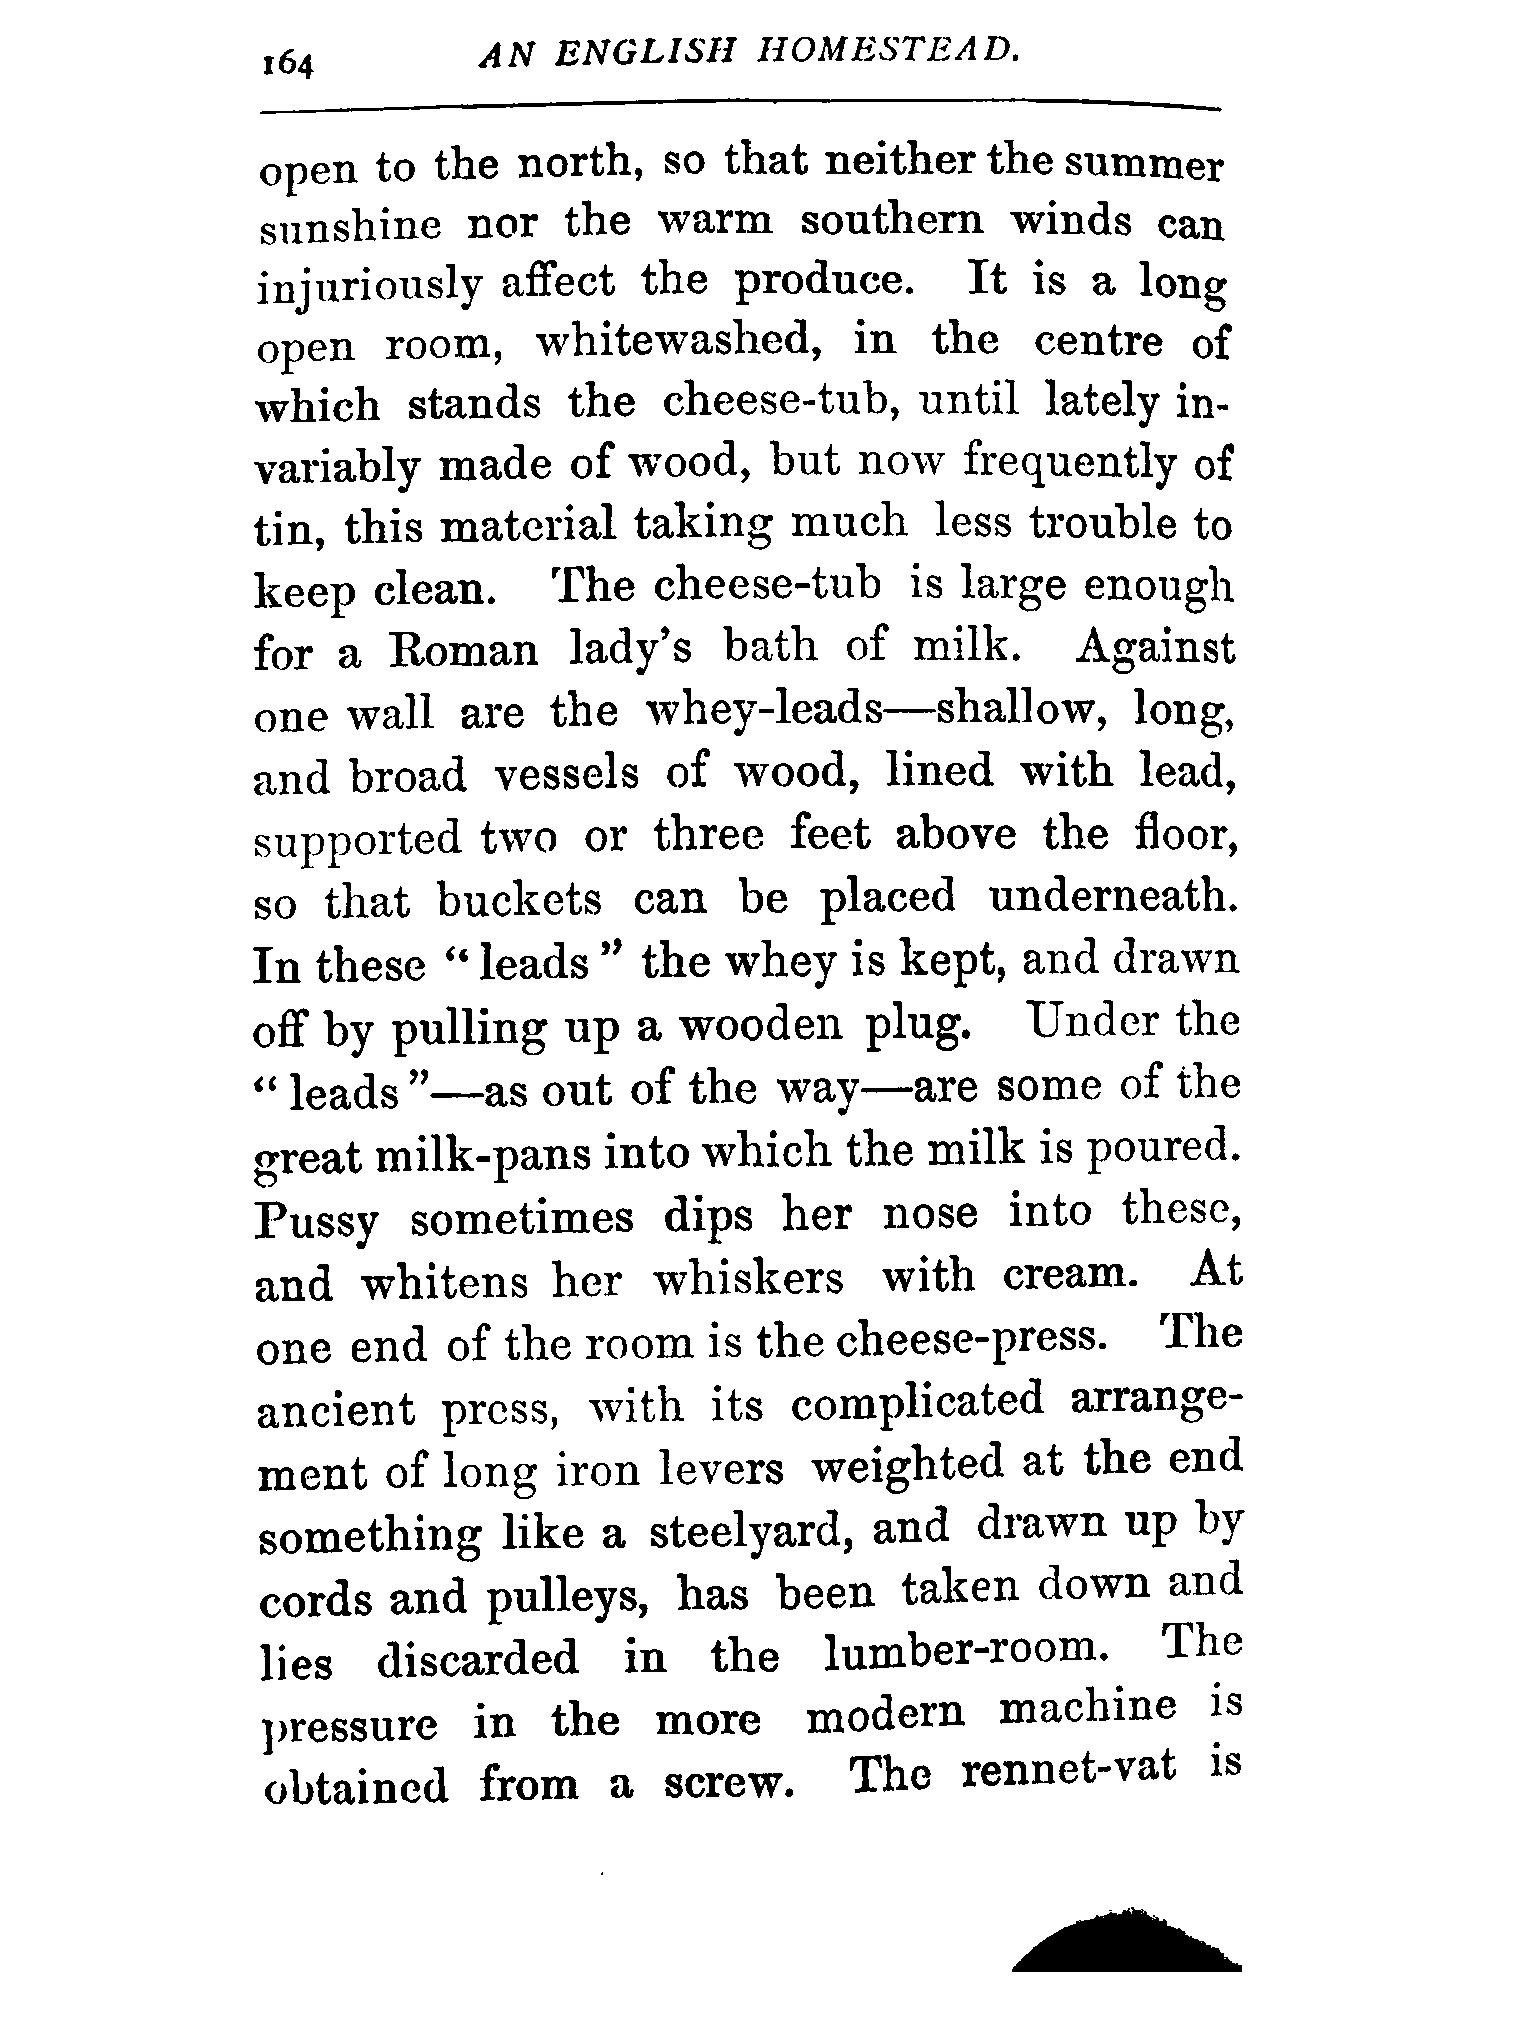 164 AN ENGLISH HOMESTEAD.
open to the north, so that neither the summer
sunshine nor the warm southern winds can
injuriously affect the produce. It is a long
open room, whitewashed, in the centre of
which stands the cheese-tub, until lately in-
variably made of wood, but now frequently of
tin, this material taking much less trouble to
keep clean. The cheese-tub is large enough
for a Roman lady's bath of milk. Against
one wall are the whey-leads—shallow, long,
and broad vessels of wood, lined with lead,
supported two or three feet above the floor,
so that buckets can be placed underneath.
In these “leads” the whey is kept, and drawn
off by pulling up a wooden plug. Under the
“leads”—as out of the way—are some of the
great milk-pans into which the milk is poured.
Pussy sometimes dips her nose into these,
and whitens her whiskers with cream. At
one end of the room is the cheese-press. The
ancient press, with its complicated arrange-
ment of long iron levers weighted at the end
something like a steelyard, and drawn up by
cords and pulleys, has been taken down and
lies discarded in the lumber-room. The
pressure in the more modern machine is
obtained from a screw. The rennet-vat is